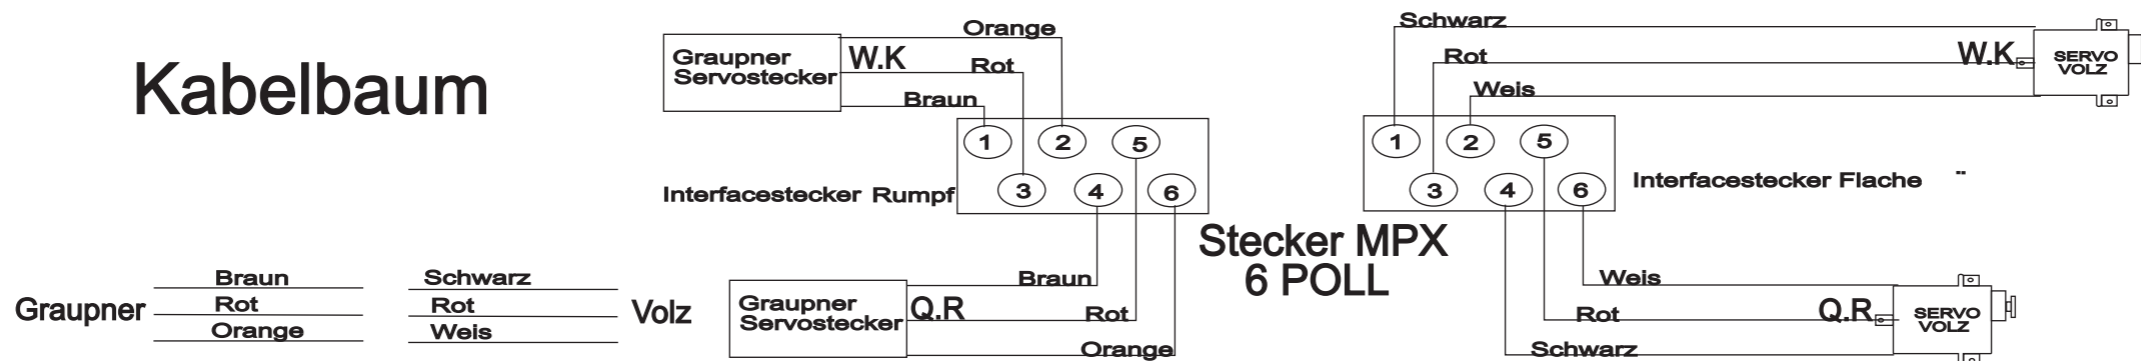 Kabelbaum
Graupner
Servostecker
W.K
Orange
Rot
Braun
1 2 5
3 4 6
Interfacestecker Rumpf
Braun
Rot
Orange
Graupner
Servostecker
Q.R
Stecker MPX
6 POLL
Schwarz
Rot
Weis
W.K
SERVO
VOLZ
1 2 5
3 4 6
Interfacestecker Flache ¨
Weis
Rot
Schwarz
Q.R
SERVO
VOLZ
Graupner
Braun
Rot
Orange
Schwarz
Rot
Weis
Volz